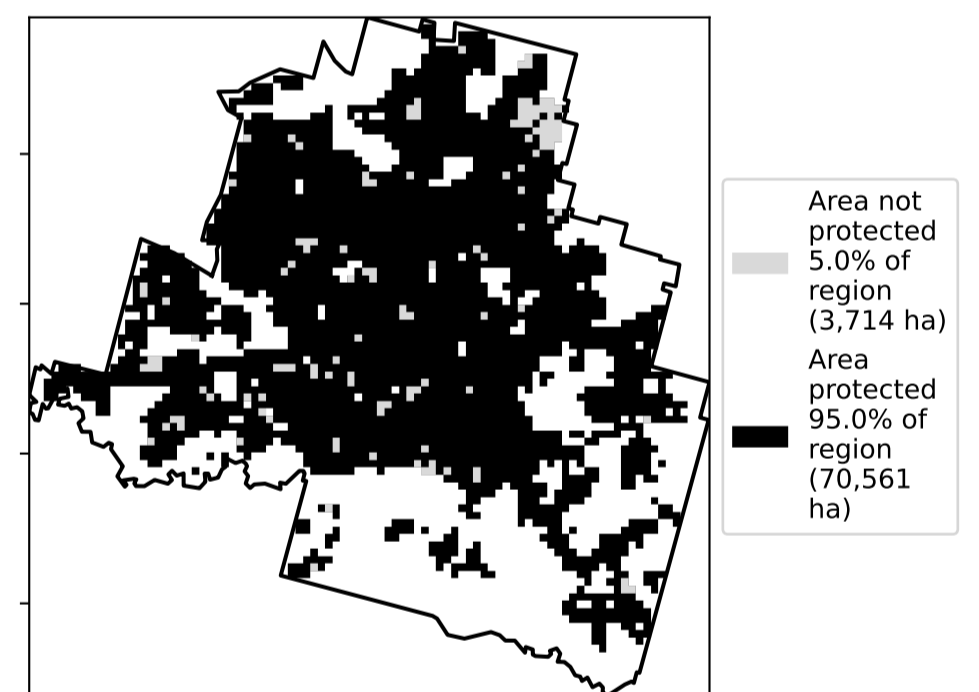 Area not
protected
5.0% of
region
(3,714 ha)
Area
protected
95.0% of
region
(70,561
ha)